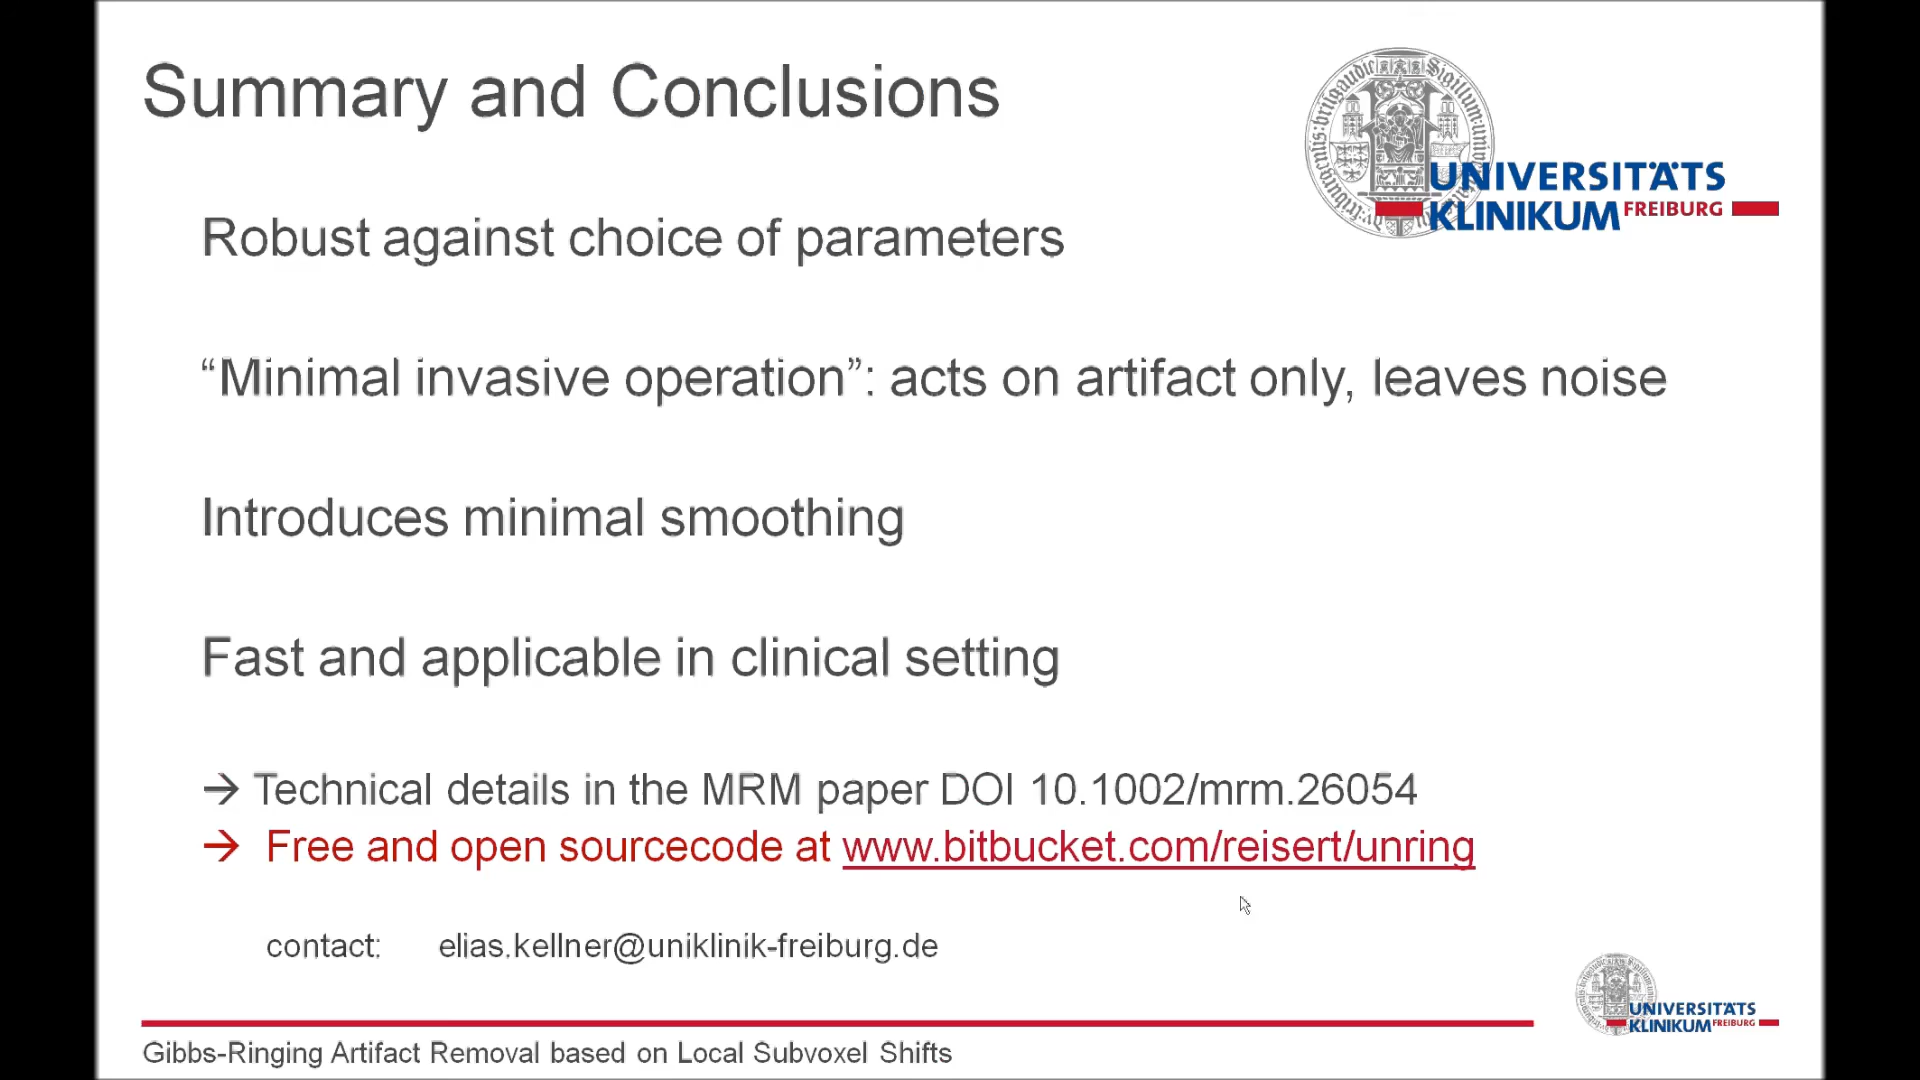 Summary and Conclusions
UNIVERSITÄTS
KLINIKUM FREIBURG
Robust against choice of parameters
“Minimal invasive operation”: acts on artifact only, leaves noise
Introduces minimal smoothing
Fast and applicable in clinical setting
→ Technical details in the MRM paper DOI 10.1002/mrm.26054
→ Free and open sourcecode at www.bitbucket.com/reisert/unring
contact: elias.kellner@uniklinik-freiburg.de
UNIVERSITÄTS
KLINIKUM FREIBURG
Gibbs-Ringing Artifact Removal based on Local Subvoxel Shifts